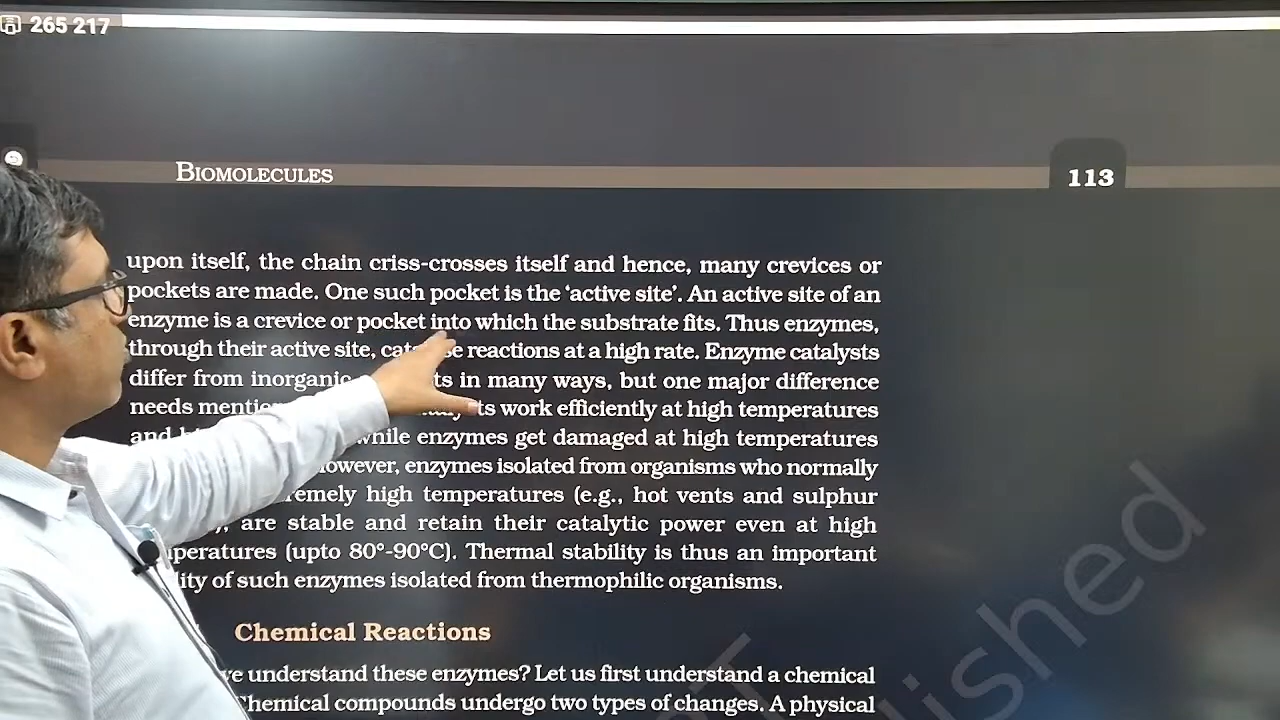 265 217
BIOMOLECULES
113
upon itself, the chain criss-crosses itself and hence, many crevices or
pockets are made. One such pocket is the ‘active site’. An active site of an
enzyme is a crevice or pocket into which the substrate fits. Thus enzymes,
through their active site, reactions at a high rate. Enzyme catalysts
differ from inorganic in many ways, but one major difference
needs work efficiently at high temperatures
and while enzymes get damaged at high temperatures
however, enzymes isolated from organisms who normally
high temperatures (e.g., hot vents and sulphur
are stable and retain their catalytic power even at high
(upto 80°-90°C). Thermal stability is thus an important
of such enzymes isolated from thermophilic organisms.
Chemical Reactions
understand these enzymes? Let us first understand a chemical
Chemical compounds undergo two types of changes. A physical